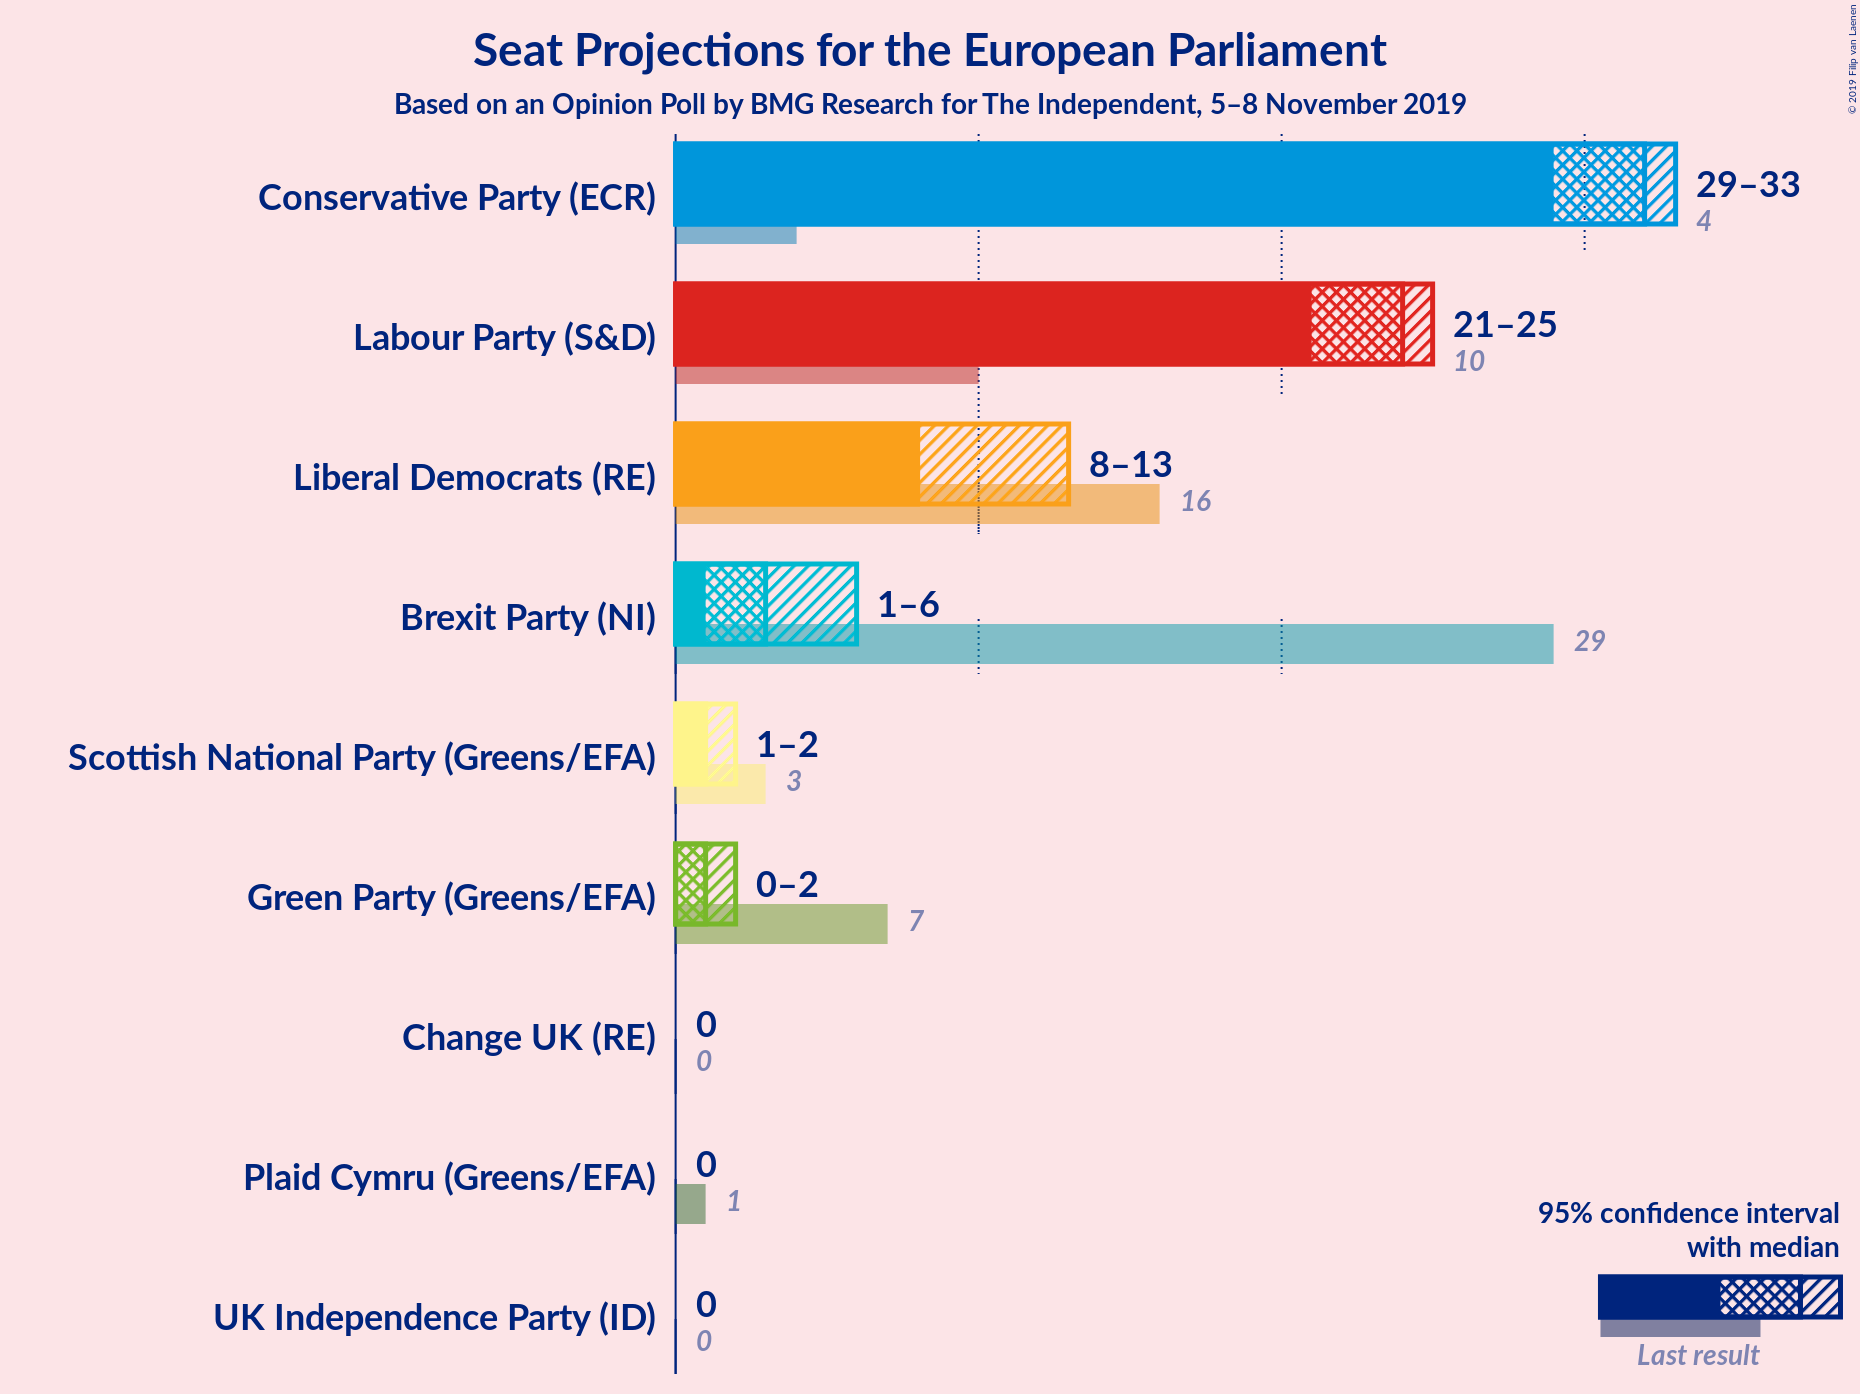 Seat Projections for the European Parliament
Based on an Opinion Poll by BMG Research for The Independent, 5–8 November 2019
© 2019 Filip van Laenen
Conservative Party (ECR)
29–33
4
Labour Party (S&D)
21–25
10
Liberal Democrats (RE)
8–13
16
Brexit Party (NI)
1–6
29
Scottish National Party (Greens/EFA)
1–2
3
Green Party (Greens/EFA)
0–2
7
Change UK (RE)
0
0
Plaid Cymru (Greens/EFA)
0
1
UK Independence Party (ID)
0
0
95% confidence interval
with median
Last result